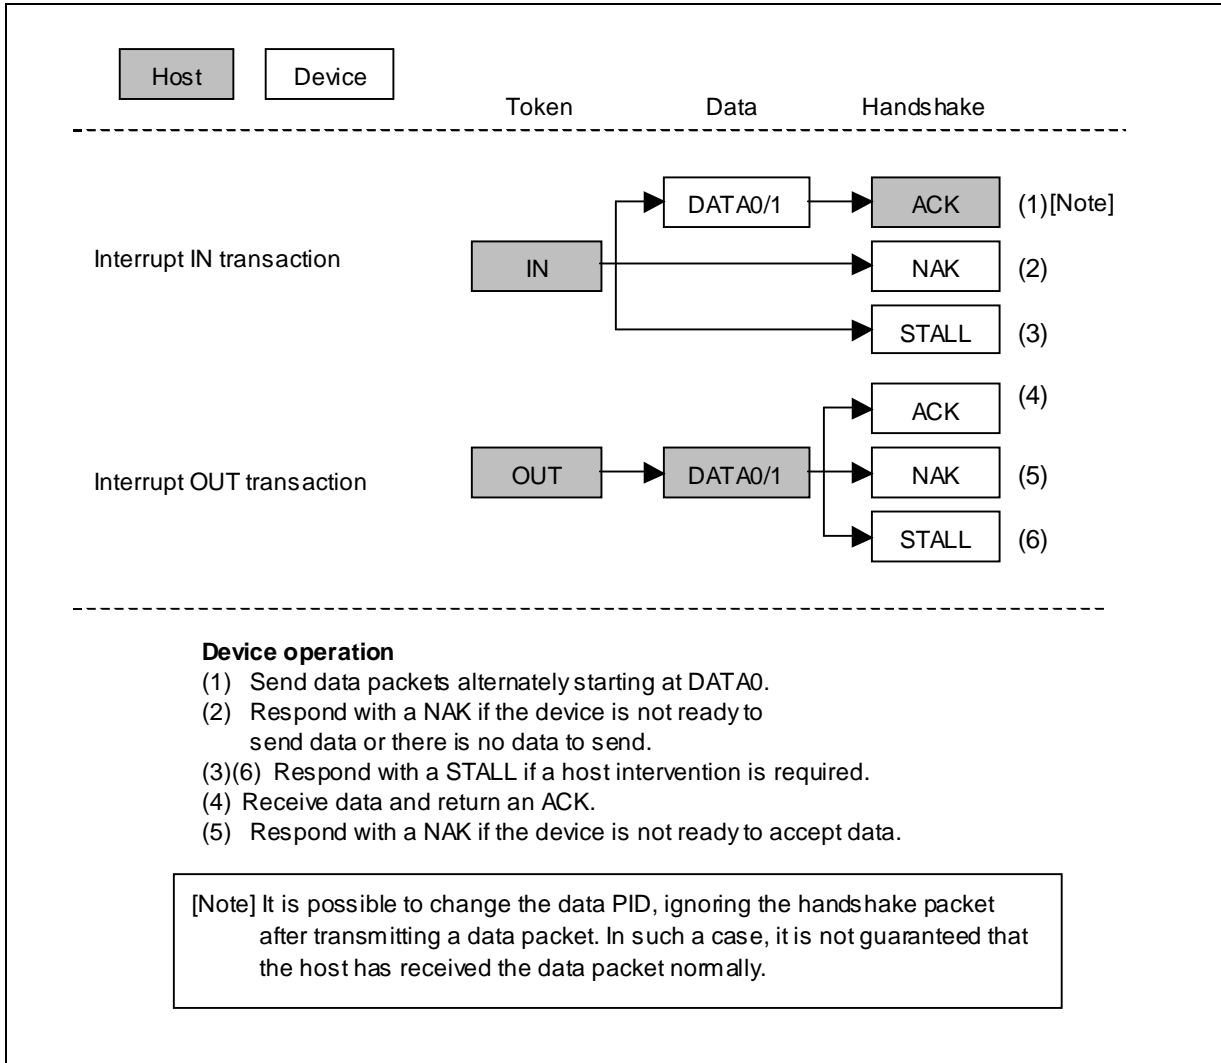 Host Device
Token Data Handshake
DATA0/1 ACK (1)[Note]
Interrupt IN transaction IN NAK (2)
STALL (3)
ACK (4)
Interrupt OUT transaction OUT DATA0/1 NAK (5)
STALL (6)
Device operation
(1) Send data packets alternately starting at DATA0.
(2) Respond with a NAK if the device is not ready to
send data or there is no data to send.
(3)(6) Respond with a STALL if a host intervention is required.
(4) Receive data and return an ACK.
(5) Respond with a NAK if the device is not ready to accept data.
[Note] It is possible to change the data PID, ignoring the handshake packet
after transmitting a data packet. In such a case, it is not guaranteed that
the host has received the data packet normally.